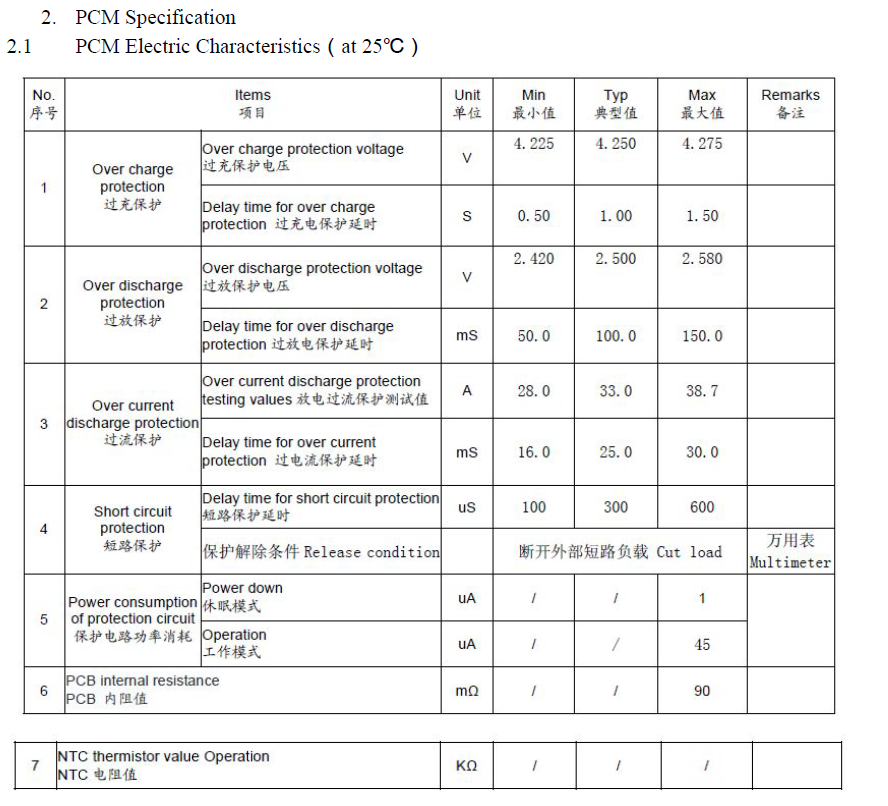 2. PCM Specification
2.1 PCM Electric Characteristics（at 25℃）
No. Items Unit Min Typ Max Remarks
序号 项目 单位 最小值 典型值 最大值 备注
1
Over charge
protection
过充保护
Over charge protection voltage
过充保护电压
V 4.225 4.250 4.275
Delay time for over charge
protection 过充电保护延时
S 0.50 1.00 1.50
2
Over discharge
protection
过放保护
Over discharge protection voltage
过放保护电压
V 2.420 2.500 2.580
Delay time for over discharge
protection 过放电保护延时
mS 50.0 100.0 150.0
3
Over current
discharge protection
过流保护
Over current discharge protection
testing values 放电过流保护测试值
A 28.0 33.0 38.7
Delay time for over current
protection 过电流保护延时
mS 16.0 25.0 30.0
4
Short circuit
protection
短路保护
Delay time for short circuit protection
短路保护延时
uS 100 300 600
保护解除条件 Release condition
断开外部短路负载 Cut load
万用表
Multimeter
5
Power consumption
of protection circuit
保护电路功率消耗
Power down
休眠模式
uA / / 1
Operation
工作模式
uA / / 45
6
PCB internal resistance
PCB 内阻值
mΩ / / 90
7
NTC thermistor value Operation
NTC 电阻值
KΩ / / /